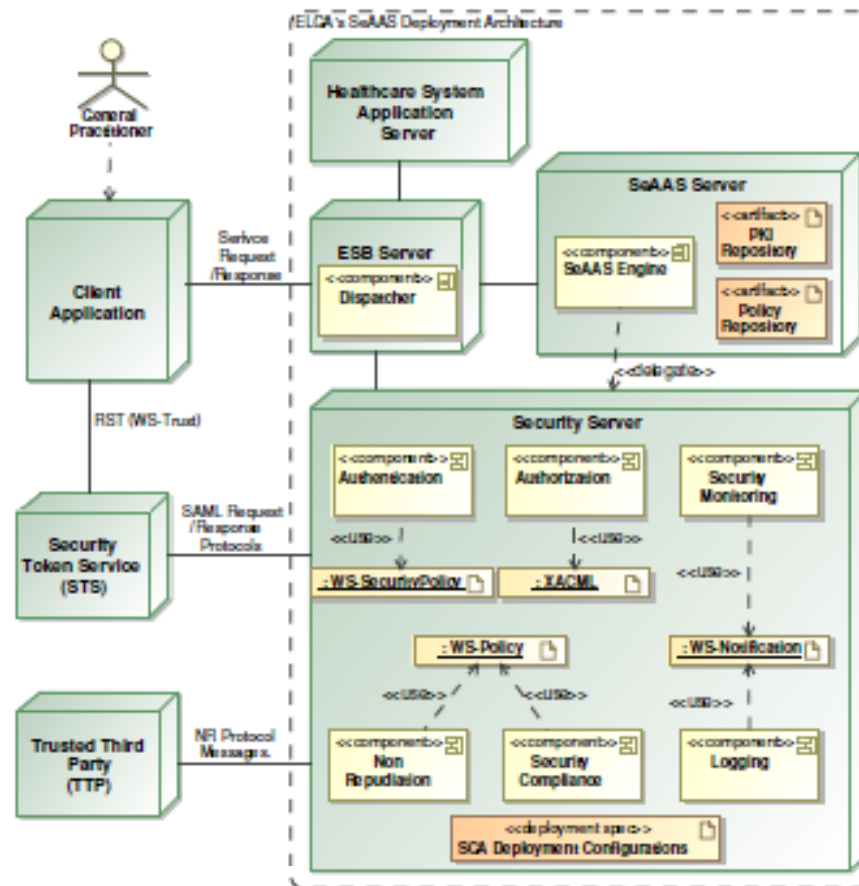 ELGA's SeAAS Deployment Architecture
General
Practitioner
Healthcare System
Application
Server
SeAAS Server
<<artifact>>
PKI
Repository
<<component>>
SeAAS Engine
<<artifact>>
Policy
Repository
Client
Application
Serivce
Request
/Response
ESB Server
<<component>>
Dispatcher
<<delegate>>
RST (WS-Trust)
Security Server
<<component>>
Authentication
<<component>>
Authorization
<<component>>
Security
Monitoring
Security
Token Service
(STS)
SAML Request
/Response
Protocols
<<use>>
<<use>>
<<use>>
: WS-SecurityPolicy
: XACML
: WS-Policy
: WS-Notification
<<use>>
<<use>>
<<use>>
Trusted Third
Party
(TTP)
NR Protocol
Messages.
<<component>>
Non
Repudiation
<<component>>
Security
Compliance
<<component>>
Logging
<<deployment spec>>
SCA Deployment Configurations